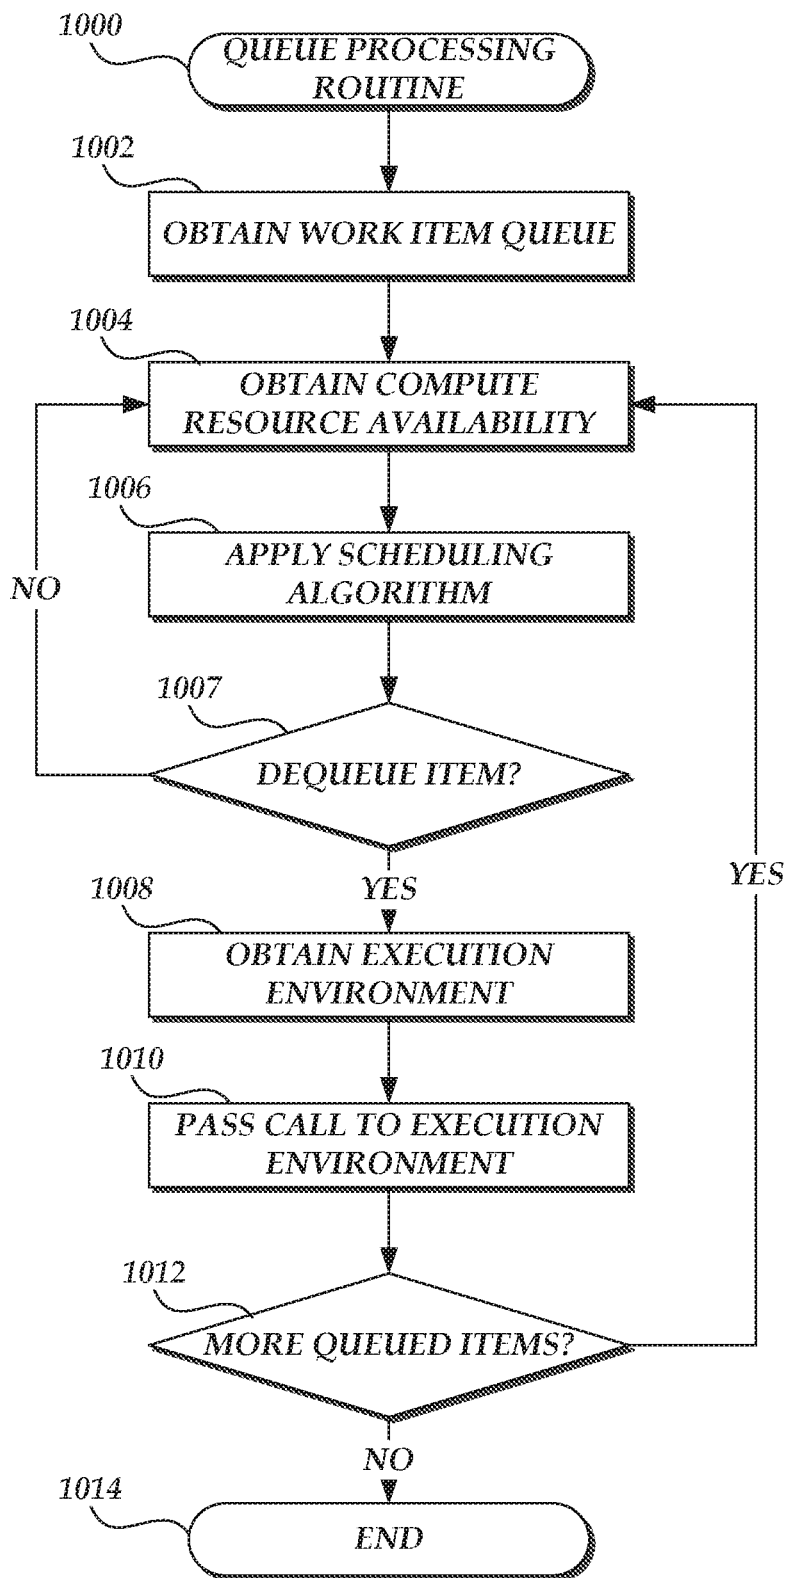 1000
QUEUE PROCESSING
ROUTINE
1002
OBTAIN WORK ITEM QUEUE
1004
OBTAIN COMPUTE
RESOURCE AVAILABILITY
1006
APPLY SCHEDULING
ALGORITHM
NO
1007
DEQUEUE ITEM?
YES
YES
1008
OBTAIN EXECUTION
ENVIRONMENT
1010
PASS CALL TO EXECUTION
ENVIRONMENT
1012
MORE QUEUED ITEMS?
NO
1014
END